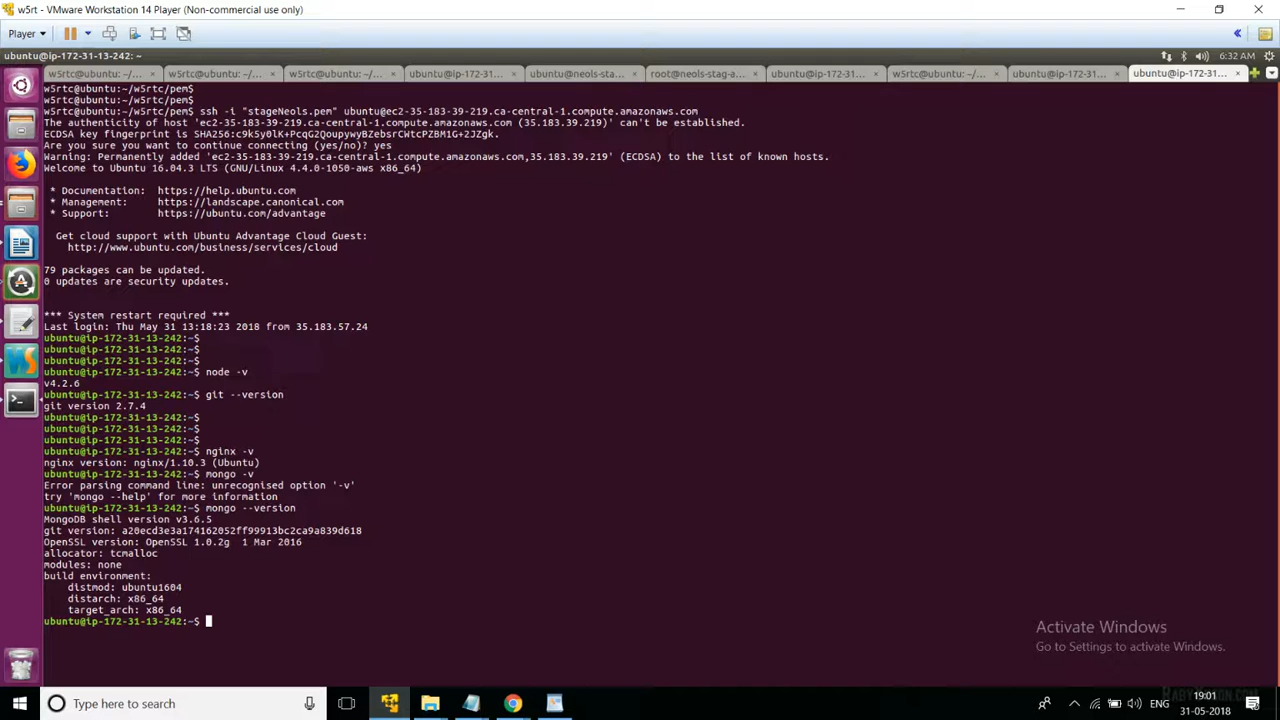 w5rt - VMware Workstation 14 Player (Non-commercial use only)
Player
ubuntu@ip-172-31-13-242: ~
6:32 AM
w5rtc@ubuntu: ~/... w5rtc@ubuntu: ~/... w5rtc@ubuntu: ~/... ubuntu@ip-172-31... ubuntu@neols-sta... root@neols-stag-a... ubuntu@ip-172-31... w5rtc@ubuntu: ~/... ubuntu@ip-172-31... ubuntu@ip-172-31...
w5rtc@ubuntu:~/w5rtc/pem$
w5rtc@ubuntu:~/w5rtc/pem$
w5rtc@ubuntu:~/w5rtc/pem$ ssh -i "stageNeols.pem" ubuntu@ec2-35-183-39-219.ca-central-1.compute.amazonaws.com
The authenticity of host 'ec2-35-183-39-219.ca-central-1.compute.amazonaws.com (35.183.39.219)' can't be established.
ECDSA key fingerprint is SHA256:c9k5y0lK+PcqG2QoupywyBZebsrCWtcPZBM1G+2JZgk.
Are you sure you want to continue connecting (yes/no)? yes
Warning: Permanently added 'ec2-35-183-39-219.ca-central-1.compute.amazonaws.com,35.183.39.219' (ECDSA) to the list of known hosts.
Welcome to Ubuntu 16.04.3 LTS (GNU/Linux 4.4.0-1050-aws x86_64)
* Documentation: https://help.ubuntu.com
* Management: https://landscape.canonical.com
* Support: https://ubuntu.com/advantage
Get cloud support with Ubuntu Advantage Cloud Guest:
http://www.ubuntu.com/business/services/cloud
79 packages can be updated.
0 updates are security updates.
*** System restart required ***
Last login: Thu May 31 13:18:23 2018 from 35.183.57.24
ubuntu@ip-172-31-13-242:~$
ubuntu@ip-172-31-13-242:~$
ubuntu@ip-172-31-13-242:~$
ubuntu@ip-172-31-13-242:~$ node -v
v4.2.6
ubuntu@ip-172-31-13-242:~$ git --version
git version 2.7.4
ubuntu@ip-172-31-13-242:~$
ubuntu@ip-172-31-13-242:~$
ubuntu@ip-172-31-13-242:~$
ubuntu@ip-172-31-13-242:~$ nginx -v
nginx version: nginx/1.10.3 (Ubuntu)
ubuntu@ip-172-31-13-242:~$ mongo -v
Error parsing command line: unrecognised option '-v'
try 'mongo --help' for more information
ubuntu@ip-172-31-13-242:~$ mongo --version
MongoDB shell version v3.6.5
git version: a20ecd3e3a174162052ff99913bc2ca9a839d618
OpenSSL version: OpenSSL 1.0.2g 1 Mar 2016
allocator: tcmalloc
modules: none
build environment:
distmod: ubuntu1604
distarch: x86_64
target_arch: x86_64
ubuntu@ip-172-31-13-242:~$
Activate Windows
Go to Settings to activate Windows.
Type here to search
ENG
19:01
31-05-2018